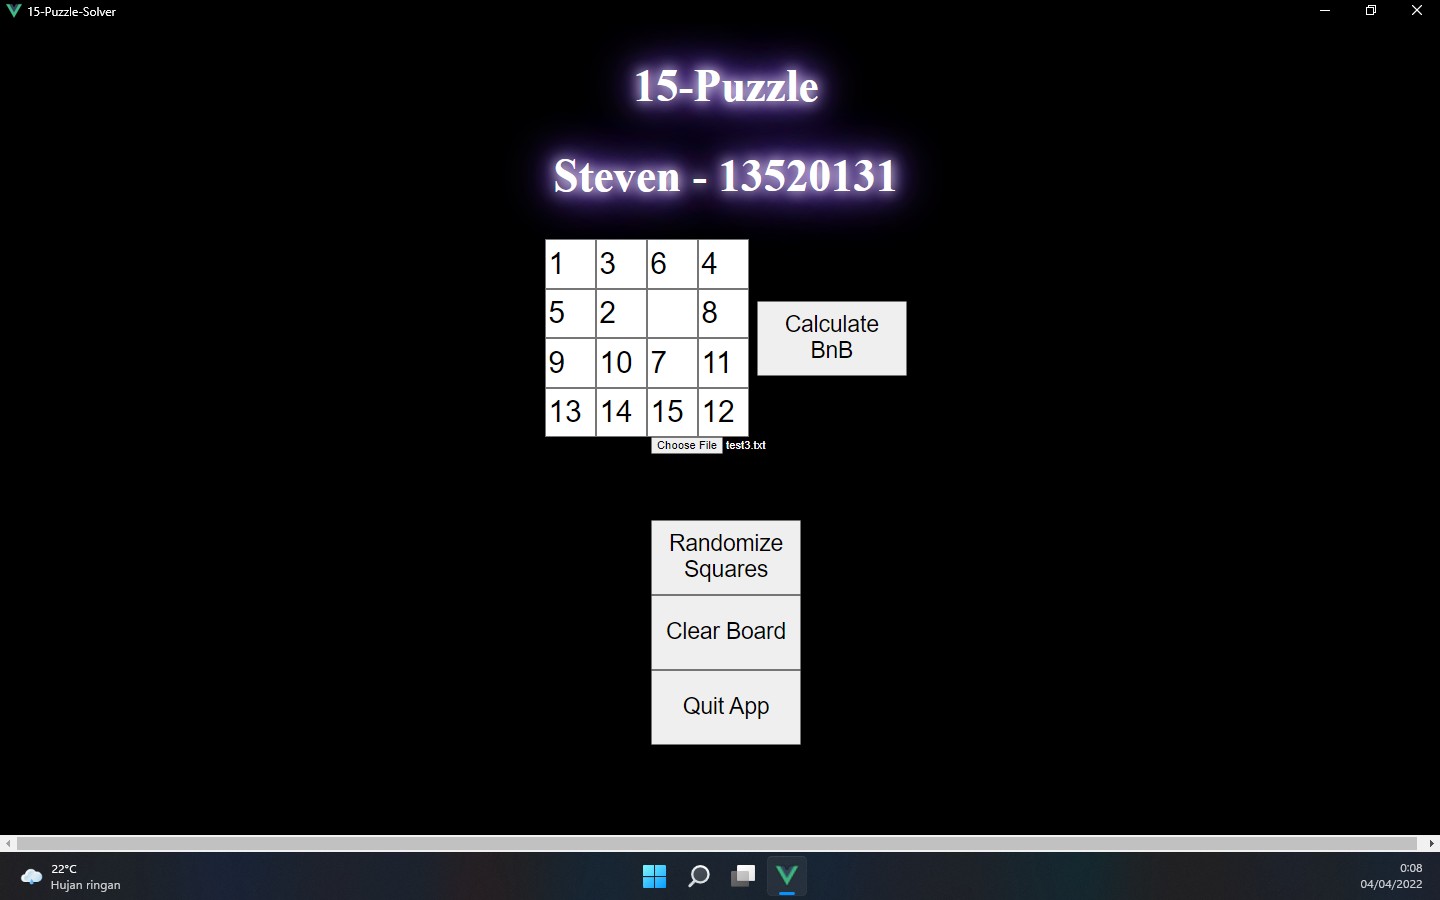 15-Puzzle-Solver
15-Puzzle
Steven - 13520131
1 3 6 4
5 2 8
9 10 7 11
13 14 15 12
Calculate
BnB
Choose File test3.txt
Randomize
Squares
Clear Board
Quit App
22°C
Hujan ringan
0:08
04/04/2022